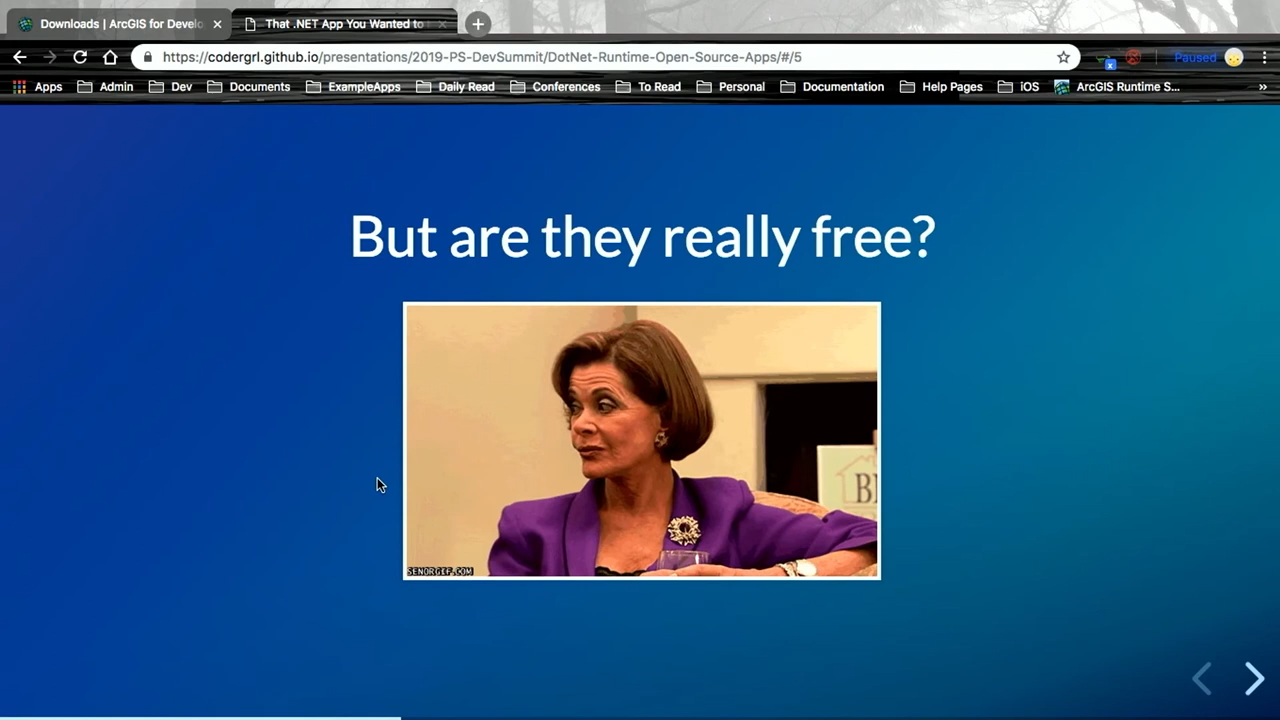 Downloads | ArcGIS for Develo
That .NET App You Wanted to
https://codergrl.github.io/presentations/2019-PS-DevSummit/DotNet-Runtime-Open-Source-Apps/#/5
Paused
Apps
Admin
Dev
Documents
ExampleApps
Daily Read
Conferences
To Read
Personal
Documentation
Help Pages
iOS
ArcGIS Runtime S...
But are they really free?
SENORGIF.COM